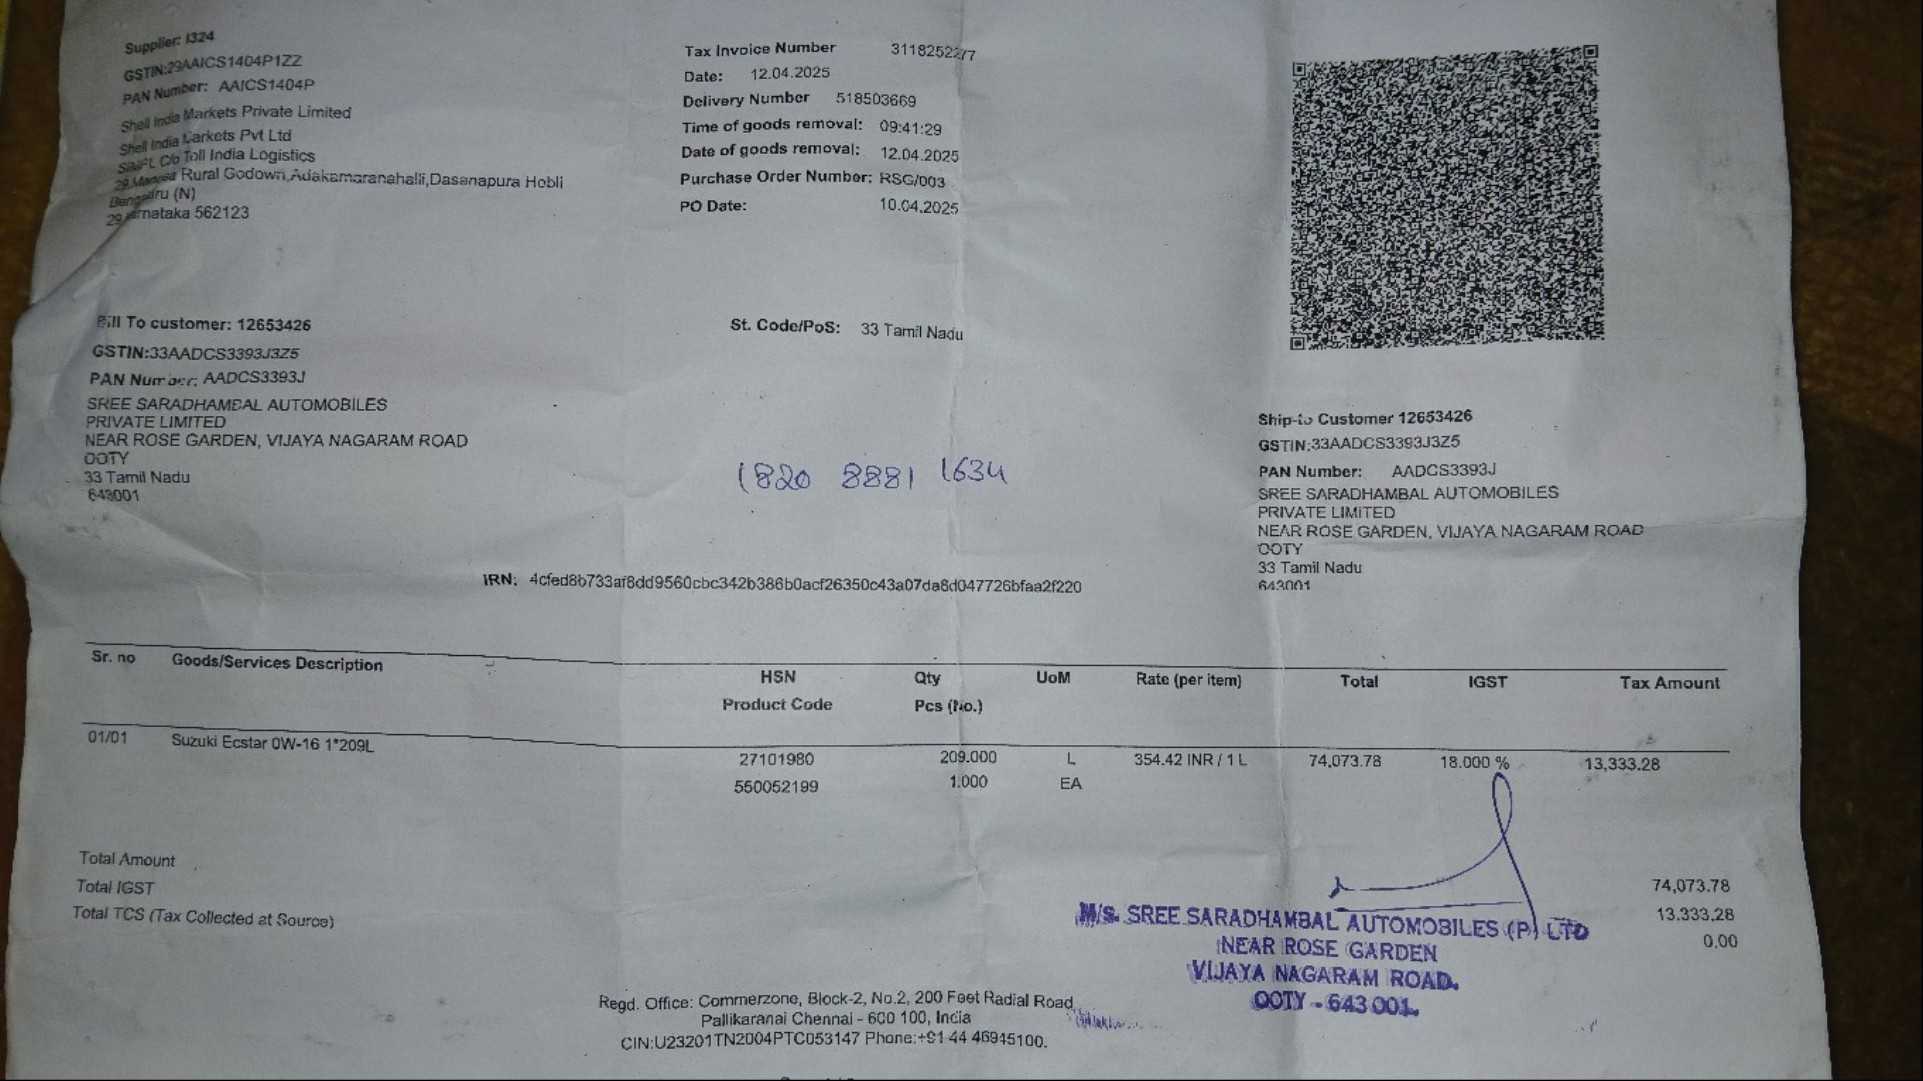 Supplier: I324
GSTIN:29AAICS1404P1ZZ
PAN Number: AAICS1404P
Shell India Markets Private Limited
Shell India Markets Pvt Ltd
C/o Toll India Logistics
Rural Godown,Adakamaranahalli,Dasanapura Hobli
Bengaluru (N)
29 Karnataka 562123
Tax Invoice Number 3118252277
Date: 12.04.2025
Delivery Number 518503669
Time of goods removal: 09:41:29
Date of goods removal: 12.04.2025
Purchase Order Number: RSG/003
PO Date: 10.04.2025
Bill To customer: 12653426
GSTIN:33AADCS3393J3Z5
PAN Number: AADCS3393J
SREE SARADHAMBAL AUTOMOBILES
PRIVATE LIMITED
NEAR ROSE GARDEN, VIJAYA NAGARAM ROAD
OOTY
33 Tamil Nadu
643001
St. Code/PoS: 33 Tamil Nadu
1820 8881 1634
Ship-to Customer 12653426
GSTIN:33AADCS3393J3Z5
PAN Number: AADCS3393J
SREE SARADHAMBAL AUTOMOBILES
PRIVATE LIMITED
NEAR ROSE GARDEN, VIJAYA NAGARAM ROAD
OOTY
33 Tamil Nadu
643001
IRN: 4cfed8b733af8dd9560cbc342b386b0acf26350c43a07da8d047726bfaa2f220
Sr. no Goods/Services Description HSN Qty UoM Rate (per item) Total IGST Tax Amount
Product Code Pcs (No.)
01/01 Suzuki Ecstar 0W-16 1*209L 27101980 209.000 L 354.42 INR / 1 L 74,073.78 18.000 % 13,333.28
550052199 1.000 EA
Total Amount 74,073.78
Total IGST 13,333.28
Total TCS (Tax Collected at Source) 0.00
M/s. SREE SARADHAMBAL AUTOMOBILES (P) LTD
NEAR ROSE GARDEN
VIJAYA NAGARAM ROAD.
OOTY - 643 001.
Regd. Office: Commerzone, Block-2, No.2, 200 Feet Radial Road,
Pallikaranai Chennai - 600 100, India
CIN:U23201TN2004PTC053147 Phone:+91 44 46945100.